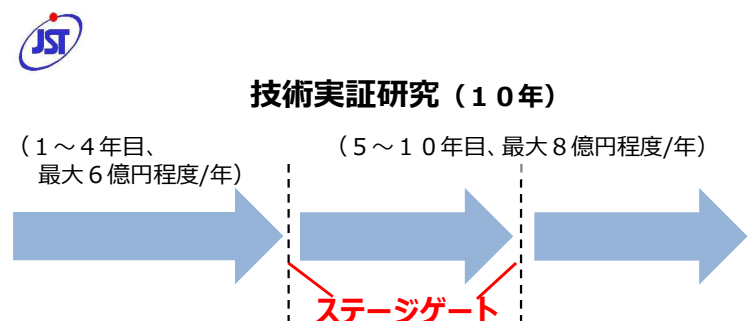 JST
技術実証研究（１０年）
（１～４年目、
最大６億円程度/年）
（５～１０年目、最大８億円程度/年）
ステージゲート